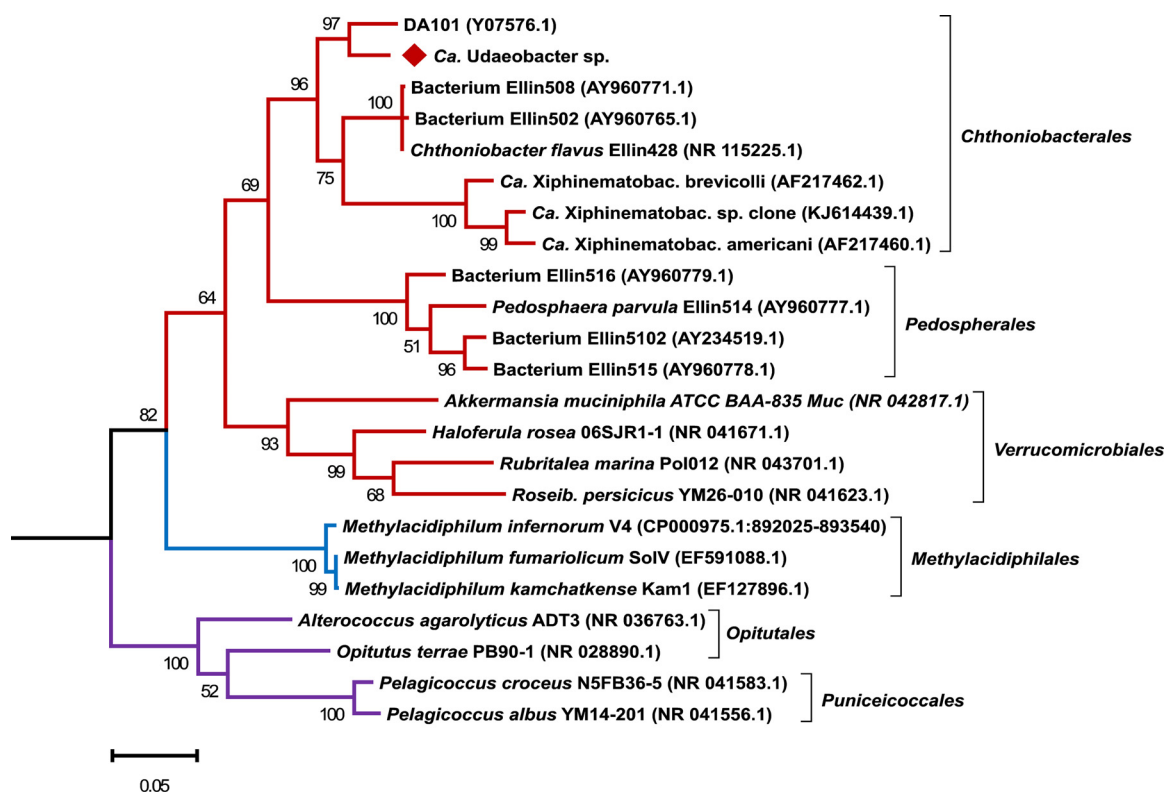 97
DA101 (Y07576.1)
Ca. Udaeobacter sp.
96
100
Bacterium Ellin508 (AY960771.1)
Bacterium Ellin502 (AY960765.1)
Chthoniobacter flavus Ellin428 (NR 115225.1)
Chthoniobacterales
75
69
Ca. Xiphinematobac. brevicolli (AF217462.1)
100
Ca. Xiphinematobac. sp. clone (KJ614439.1)
99
Ca. Xiphinematobac. americani (AF217460.1)
Bacterium Ellin516 (AY960779.1)
64
100
Pedosphaera parvula Ellin514 (AY960777.1)
Pedospherales
51
Bacterium Ellin5102 (AY234519.1)
96
Bacterium Ellin515 (AY960778.1)
82
Akkermansia muciniphila ATCC BAA-835 Muc (NR 042817.1)
93
Haloferula rosea 06SJR1-1 (NR 041671.1)
Verrucomicrobiales
99
Rubritalea marina Pol012 (NR 043701.1)
68
Roseib. persicicus YM26-010 (NR 041623.1)
Methylacidiphilum infernorum V4 (CP000975.1:892025-893540)
100
Methylacidiphilum fumariolicum SolV (EF591088.1)
Methylacidiphilales
99
Methylacidiphilum kamchatkense Kam1 (EF127896.1)
Alterococcus agarolyticus ADT3 (NR 036763.1)
Opitutales
100
Opitutus terrae PB90-1 (NR 028890.1)
52
Pelagicoccus croceus N5FB36-5 (NR 041583.1)
Puniceicoccales
100
Pelagicoccus albus YM14-201 (NR 041556.1)
0.05